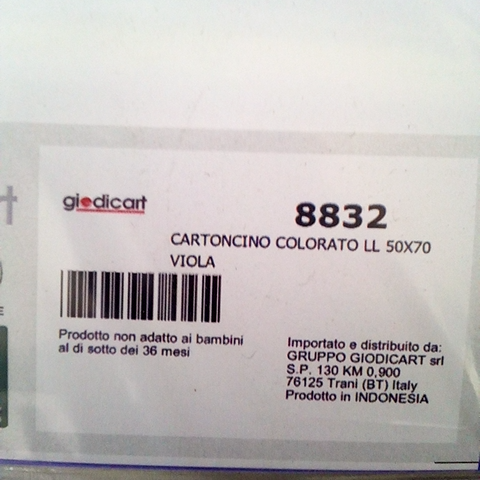 giodicart
8832
CARTONCINO COLORATO LL 50X70
VIOLA
Prodotto non adatto ai bambini
al di sotto dei 36 mesi
Importato e distribuito da:
GRUPPO GIODICART srl
S.P. 130 KM 0,900
76125 Trani (BT) Italy
Prodotto in INDONESIA